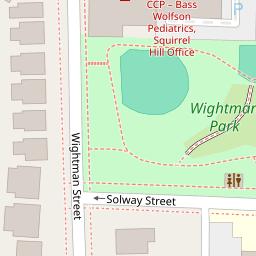 CCP – Bass
Wolfson
Pediatrics,
Squirrel
Hill Office
Wightman
Park
Wightman Street
Solway Street